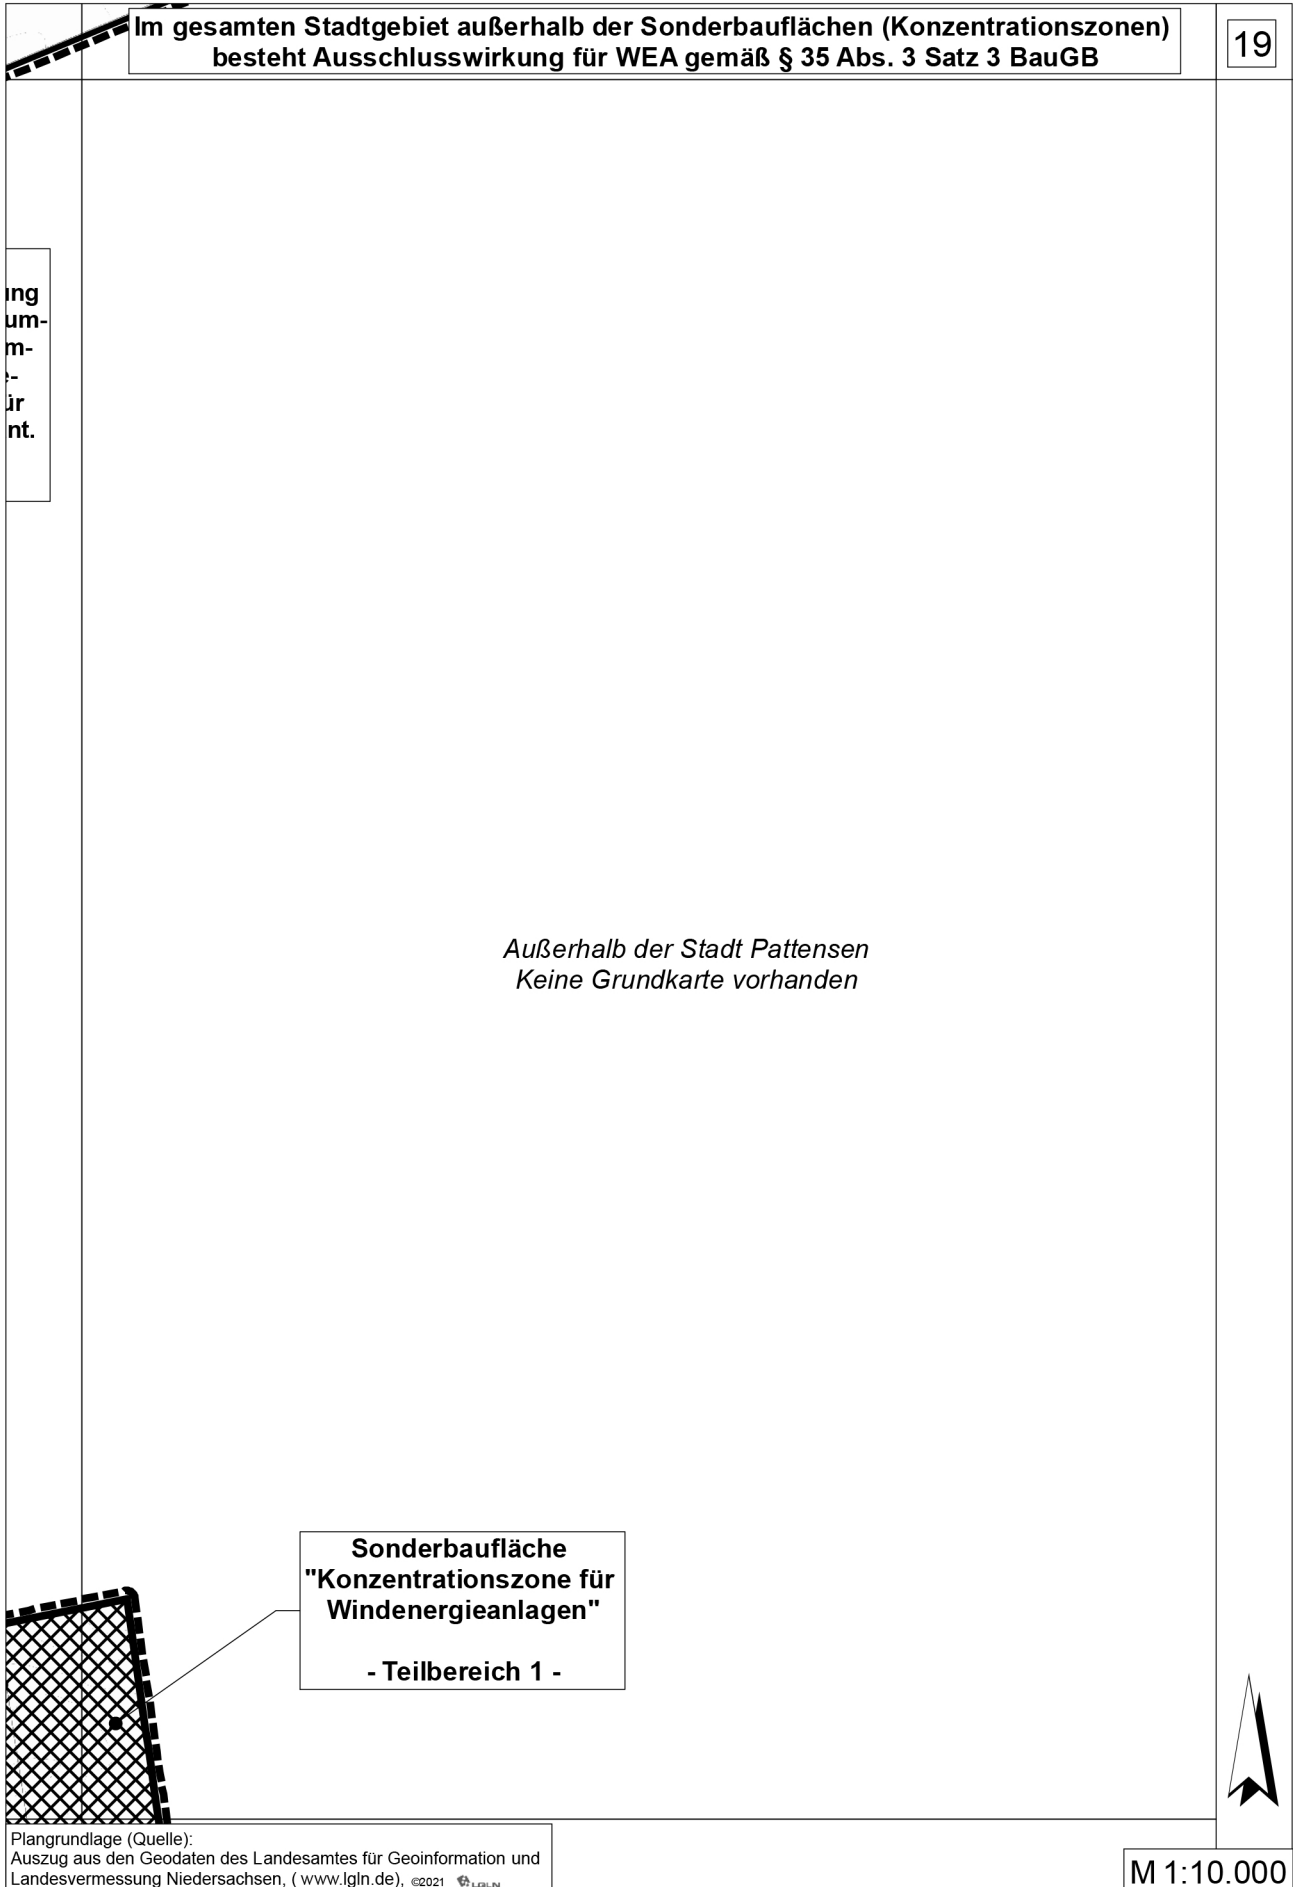 Im gesamten Stadtgebiet außerhalb der Sonderbauflächen (Konzentrationszonen)
besteht Ausschlusswirkung für WEA gemäß § 35 Abs. 3 Satz 3 BauGB
19
ung
um-
m-
e-
ür
nt.
Außerhalb der Stadt Pattensen
Keine Grundkarte vorhanden
Sonderbaufläche
"Konzentrationszone für
Windenergieanlagen"
- Teilbereich 1 -
Plangrundlage (Quelle):
Auszug aus den Geodaten des Landesamtes für Geoinformation und
Landesvermessung Niedersachsen, ( www.lgln.de), ©2021 LGLN
M 1:10.000